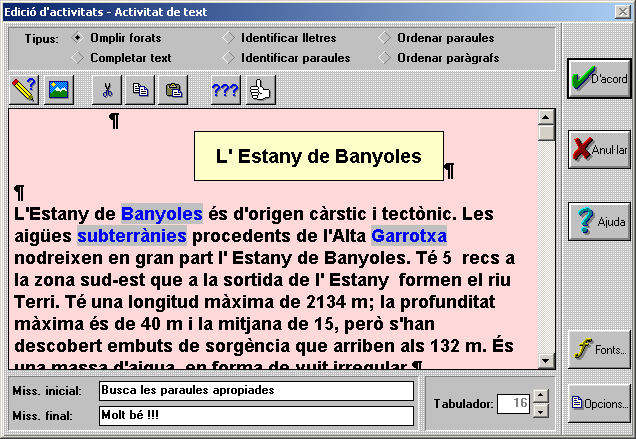 Edició d'activitats - Activitat de text
Tipus: Omplir forats Identificar lletres Ordenar paraules
Completar text Identificar paraules Ordenar paràgrafs
D'acord
???
¶
L' Estany de Banyoles
¶
¶
Anul·lar
L'Estany de Banyoles és d'origen càrstic i tectònic. Les
aigües subterrànies procedents de l'Alta Garrotxa
Ajuda
nodreixen en gran part l' Estany de Banyoles. Té 5 recs a
la zona sud-est que a la sortida de l' Estany formen el riu
Terri. Té una longitud màxima de 2134 m; la profunditat
màxima és de 40 m i la mitjana de 15, però s'han
descobert embuts de sorgència que arriben als 132 m. És
una massa d'aigua, en forma de vuit irregular.¶
Fonts...
Miss. inicial: Busca les paraules apropiades
Miss. final: Molt bé !!!
Tabulador: 16
Opcions...